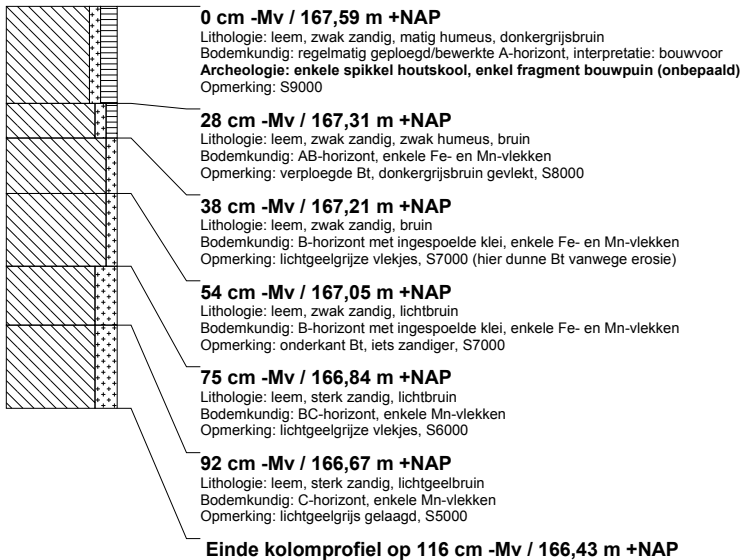 0 cm -Mv / 167,59 m +NAP
Lithologie: leem, zwak zandig, matig humeus, donkergrijsbruin
Bodemkundig: regelmatig geploegd/bewerkte A-horizont, interpretatie: bouwvoor
Archeologie: enkele spikkel houtskool, enkel fragment bouwpuin (onbepaald)
Opmerking: S9000
28 cm -Mv / 167,31 m +NAP
Lithologie: leem, zwak zandig, zwak humeus, bruin
Bodemkundig: AB-horizont, enkele Fe- en Mn-vlekken
Opmerking: verploegde Bt, donkergrijsbruin gevlekt, S8000
38 cm -Mv / 167,21 m +NAP
Lithologie: leem, zwak zandig, bruin
Bodemkundig: B-horizont met ingespoelde klei, enkele Fe- en Mn-vlekken
Opmerking: lichtgeelgrijze vlekjes, S7000 (hier dunne Bt vanwege erosie)
54 cm -Mv / 167,05 m +NAP
Lithologie: leem, zwak zandig, lichtbruin
Bodemkundig: B-horizont met ingespoelde klei, enkele Fe- en Mn-vlekken
Opmerking: onderkant Bt, iets zandiger, S7000
75 cm -Mv / 166,84 m +NAP
Lithologie: leem, sterk zandig, lichtbruin
Bodemkundig: BC-horizont, enkele Mn-vlekken
Opmerking: lichtgeelgrijze vlekjes, S6000
92 cm -Mv / 166,67 m +NAP
Lithologie: leem, sterk zandig, lichtgeelbruin
Bodemkundig: C-horizont, enkele Mn-vlekken
Opmerking: lichtgeelgrijs gelaagd, S5000
Einde kolomprofiel op 116 cm -Mv / 166,43 m +NAP